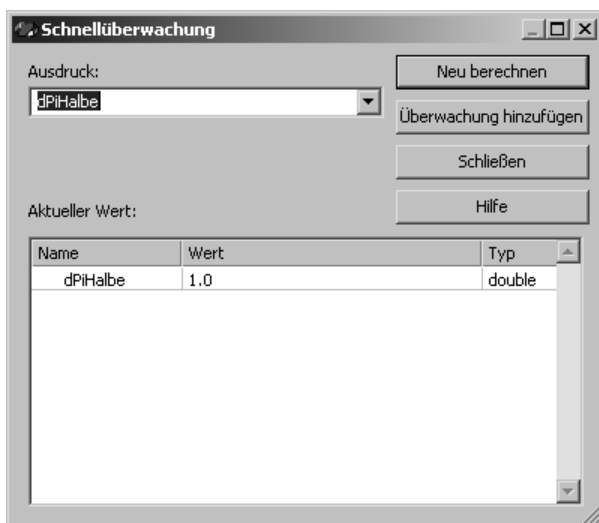 Schnellüberwachung
Ausdruck:
dPiHalbe
Neu berechnen
Überwachung hinzufügen
Schließen
Hilfe
Aktueller Wert:
Name Wert Typ
dPiHalbe 1.0 double